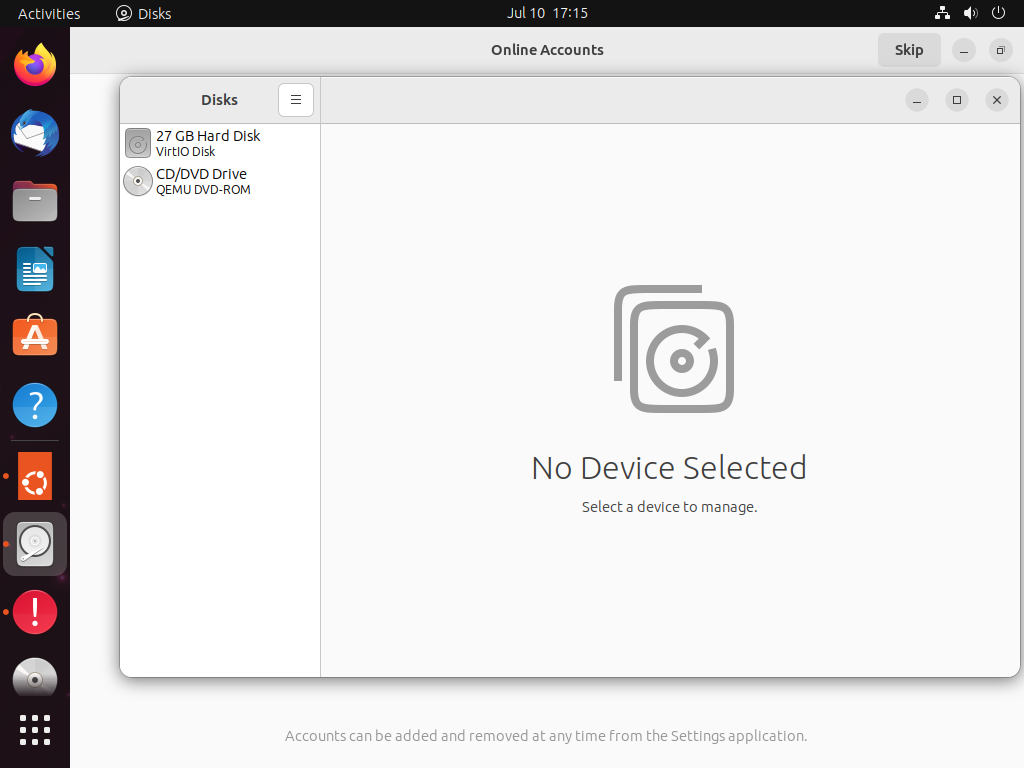 Activities
Disks
Jul 10 17:15
Online Accounts
Skip
Disks
27 GB Hard Disk
VirtIO Disk
CD/DVD Drive
QEMU DVD-ROM
No Device Selected
Select a device to manage.
Accounts can be added and removed at any time from the Settings application.